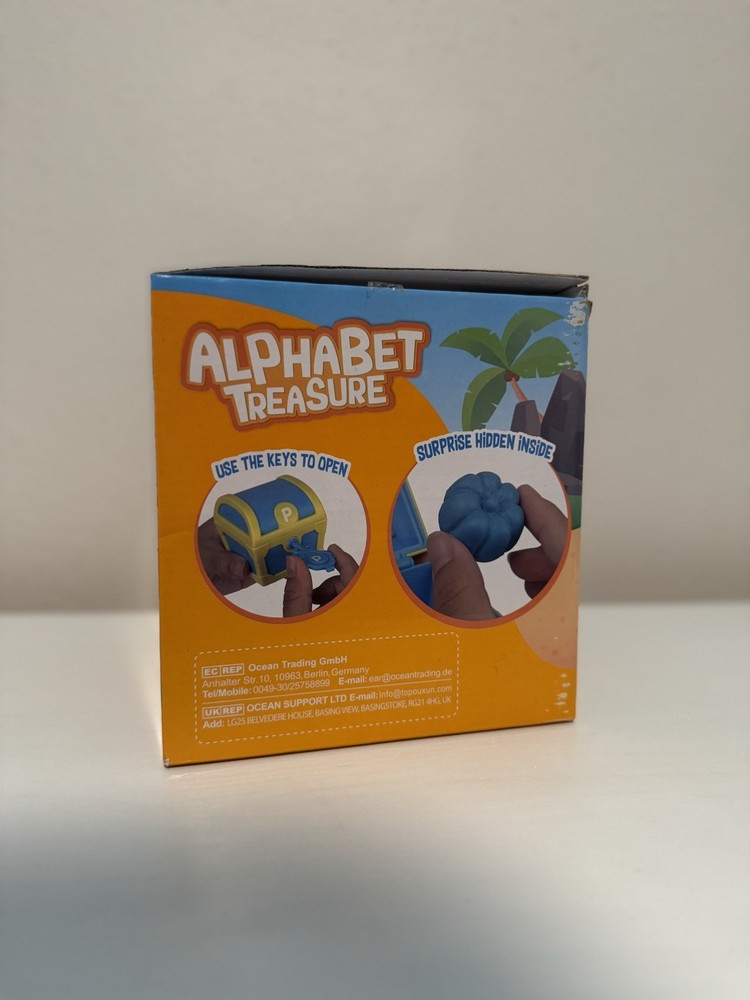 ALPHABET
TREASURE
USE THE KEYS TO OPEN
SURPRISE HIDDEN INSIDE
P
P
EC REP Ocean Trading GmbH
Anhalter Str.10, 10963,Berlin,Germany
Tel/Mobile: 0049-30/25758899 E-mail: ear@oceantrading.de
UK REP OCEAN SUPPORT LTD E-mail: Info@topouxun.com
Add: LG25 BELVEDERE HOUSE, BASING VIEW, BASINGSTOKE, RG21 4HG, UK